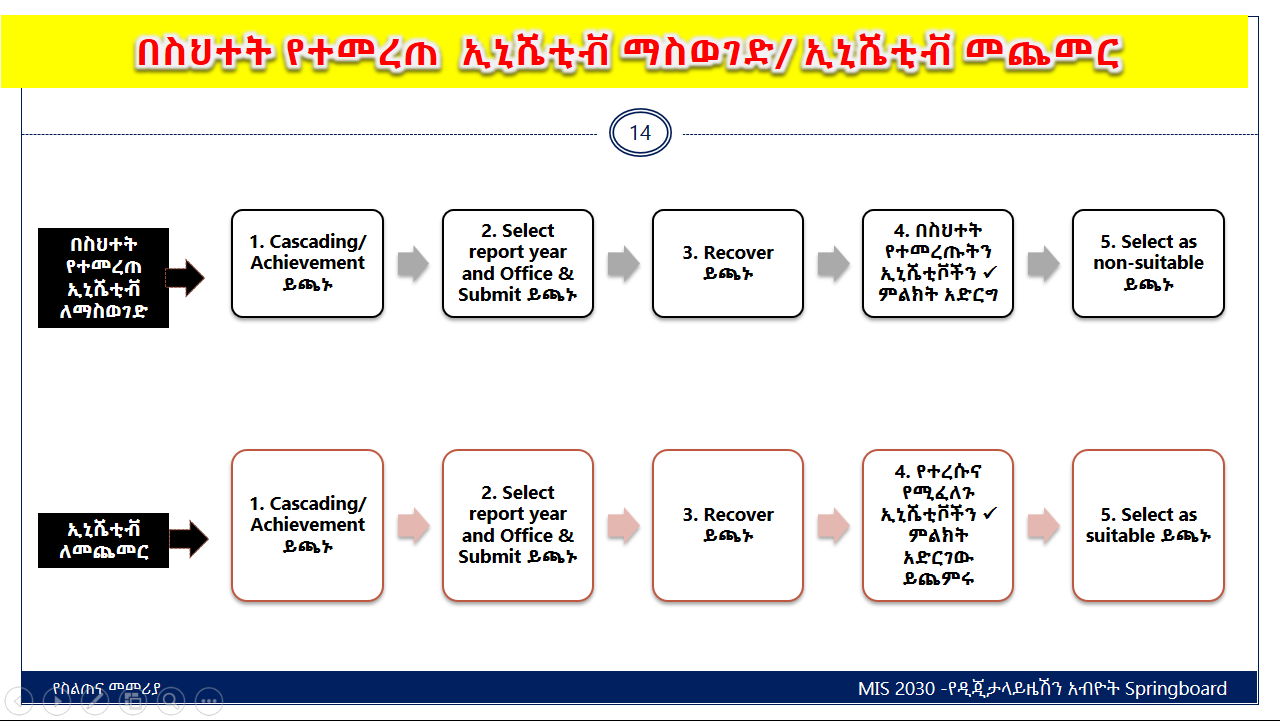 በስህተት የተመረጠ ኢኒሼቲቭ ማስወገድ/ ኢኒሼቲቭ መጨመር
14
በስህተት
የተመረጠ
ኢኒሼቲቭ
ለማስወገድ
1. Cascading/
Achievement
ይጫኑ
2. Select
report year
and Office &
Submit ይጫኑ
3. Recover
ይጫኑ
4. በስህተት
የተመረጡትን
ኢኒሼቲቮችን ✓
ምልክት አድርግ
5. Select as
non-suitable
ይጫኑ
ኢኒሼቲቭ
ለመጨመር
1. Cascading/
Achievement
ይጫኑ
2. Select
report year
and Office &
Submit ይጫኑ
3. Recover
ይጫኑ
4. የተረሱና
የሚፈለጉ
ኢኒሼቲቮችን ✓
ምልክት
አድርገው
ይጨምሩ
5. Select as
suitable ይጫኑ
የስልጠና መመሪያ
MIS 2030 -የዲጂታላይዜሽን አብዮት Springboard